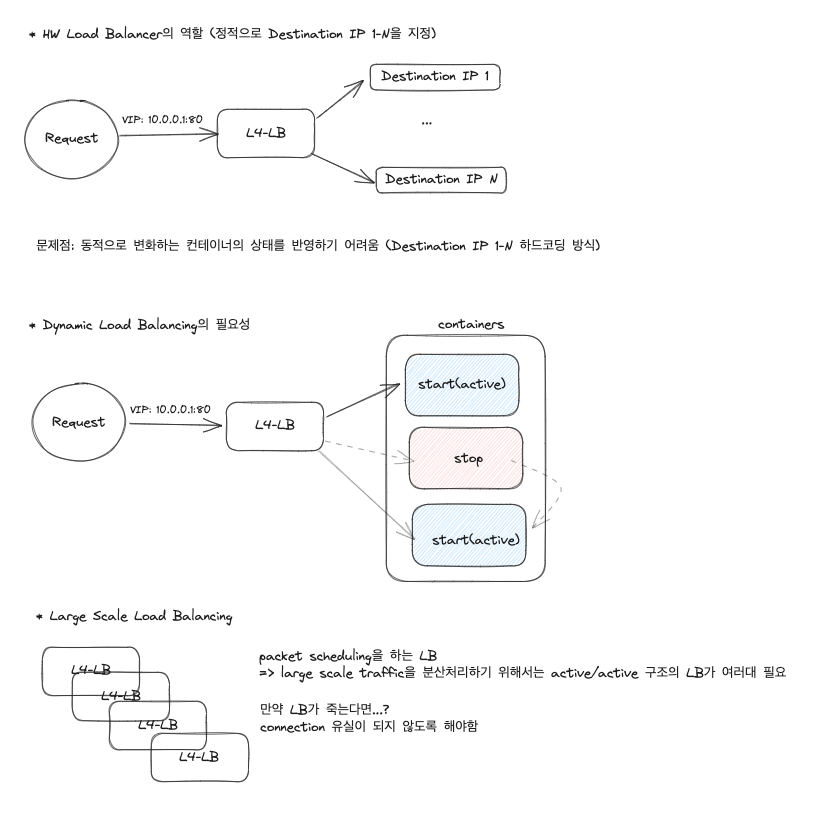 * HW Load Balancer의 역할 (정적으로 Destination IP 1-N을 지정)
Destination IP 1
VIP: 10.0.0.1:80
...
Request
L4-LB
Destination IP N
문제점: 동적으로 변화하는 컨테이너의 상태를 반영하기 어려움 (Destination IP 1-N 하드코딩 방식)
* Dynamic Load Balancing의 필요성
containers
start(active)
VIP: 10.0.0.1:80
Request
L4-LB
stop
start(active)
* Large Scale Load Balancing
L4-LB
L4-LB
L4-LB
L4-LB
packet scheduling을 하는 LB
=> large scale traffic을 분산처리하기 위해서는 active/active 구조의 LB가 여러대 필요
만약 LB가 죽는다면...?
connection 유실이 되지 않도록 해야함